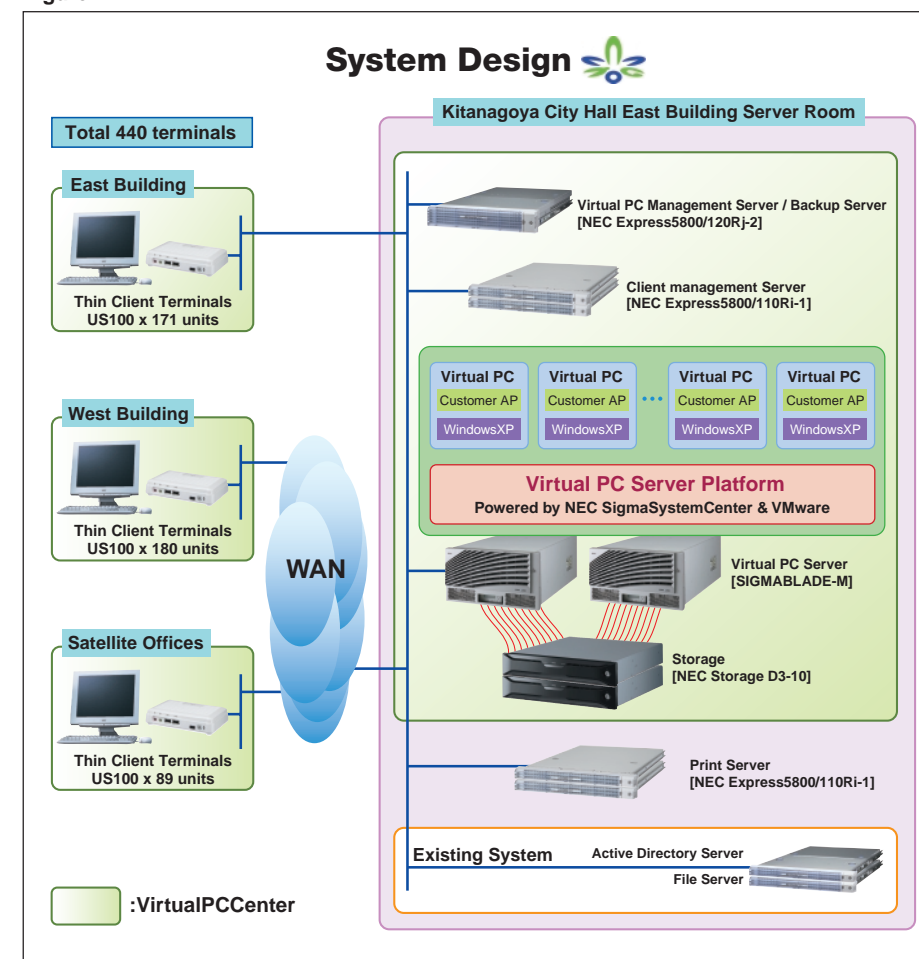 System Design
Kitanagoya City Hall East Building Server Room
Total 440 terminals
East Building
Thin Client Terminals
US100 x 171 units
West Building
Thin Client Terminals
US100 x 180 units
Satellite Offices
Thin Client Terminals
US100 x 89 units
WAN
Virtual PC Management Server / Backup Server
[NEC Express5800/120Rj-2]
Client management Server
[NEC Express5800/110Ri-1]
Virtual PC
Customer AP
WindowsXP
Virtual PC
Customer AP
WindowsXP
...
Virtual PC
Customer AP
WindowsXP
Virtual PC
Customer AP
WindowsXP
Virtual PC Server Platform
Powered by NEC SigmaSystemCenter & VMware
Virtual PC Server
[SIGMABLADE-M]
Storage
[NEC Storage D3-10]
Print Server
[NEC Express5800/110Ri-1]
Existing System
Active Directory Server
File Server
:VirtualPCCenter